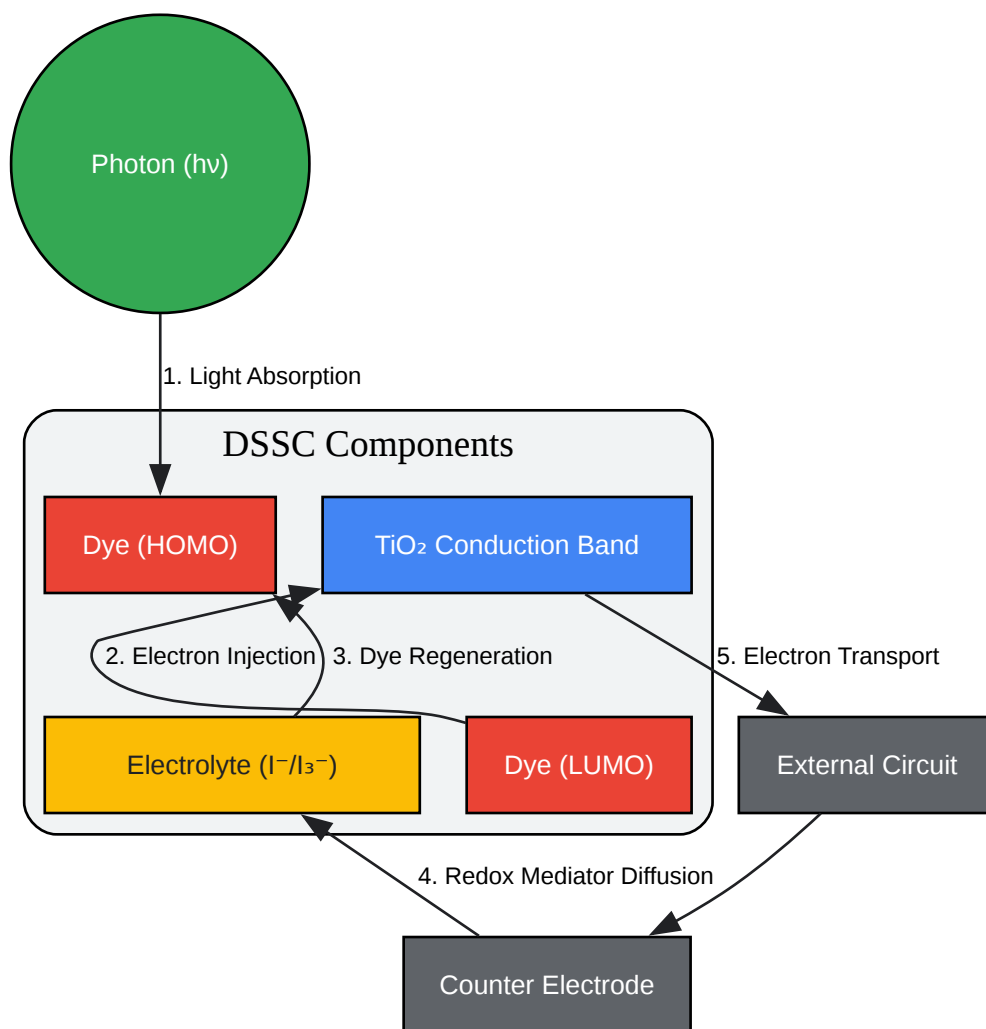 Photon (hν)
1. Light Absorption
DSSC Components
Dye (HOMO)
TiO₂ Conduction Band
2. Electron Injection
3. Dye Regeneration
5. Electron Transport
Electrolyte (I⁻/I₃⁻)
Dye (LUMO)
External Circuit
4. Redox Mediator Diffusion
Counter Electrode